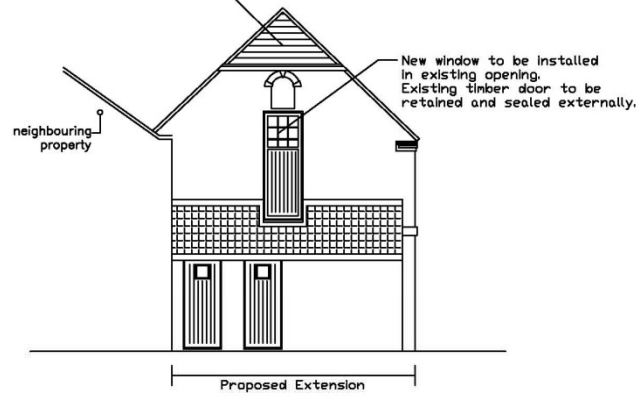 New window to be installed
in existing opening.
Existing timber door to be
retained and sealed externally.
neighbouring
property
Proposed Extension